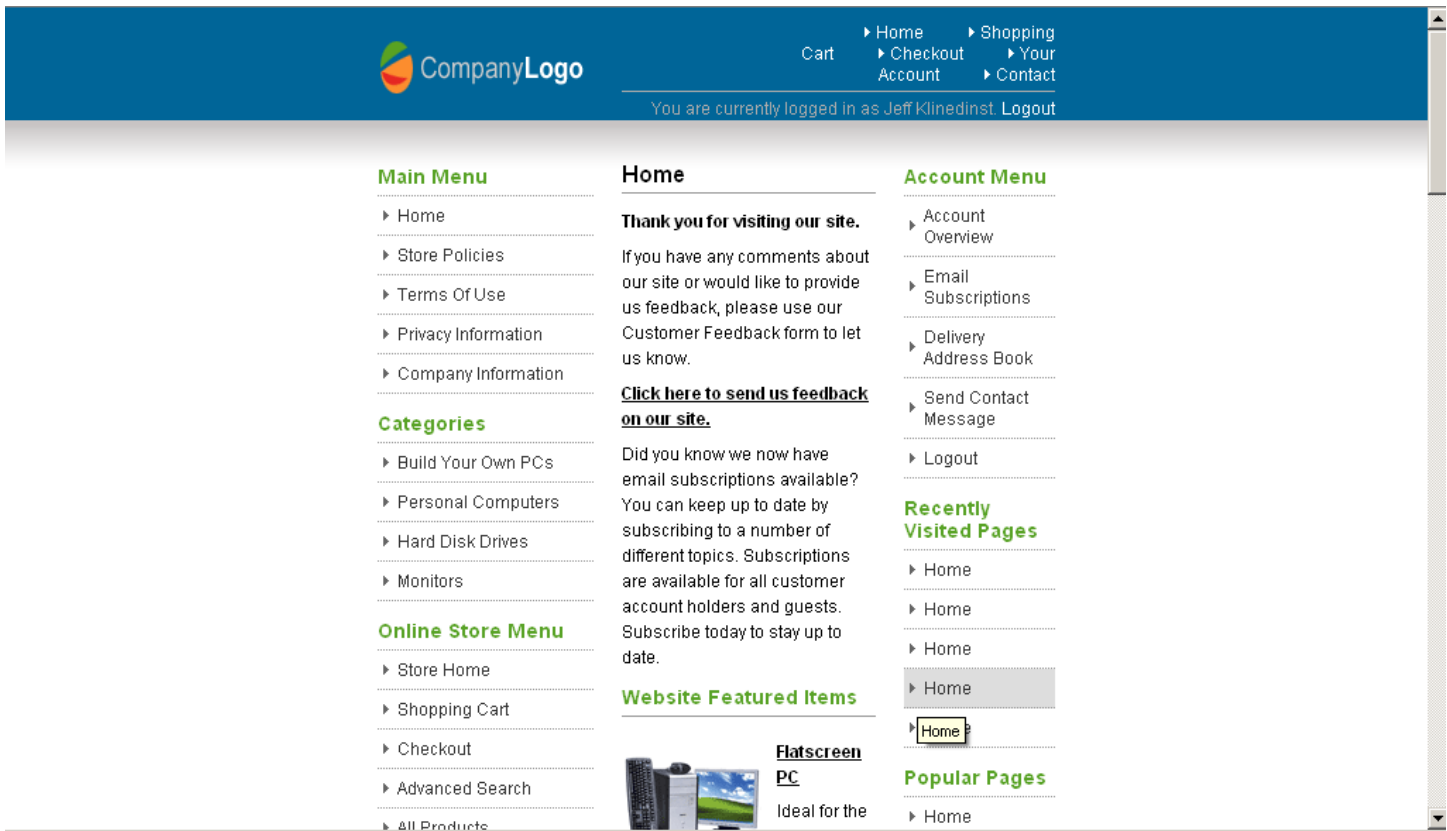 CompanyLogo
Home Shopping
Cart Checkout Your
Account Contact
You are currently logged in as Jeff Klinedinst. Logout
Main Menu
Home
Store Policies
Terms Of Use
Privacy Information
Company Information
Categories
Build Your Own PCs
Personal Computers
Hard Disk Drives
Monitors
Online Store Menu
Store Home
Shopping Cart
Checkout
Advanced Search
All Products
Home
Thank you for visiting our site.
If you have any comments about
our site or would like to provide
us feedback, please use our
Customer Feedback form to let
us know.
Click here to send us feedback
on our site.
Did you know we now have
email subscriptions available?
You can keep up to date by
subscribing to a number of
different topics. Subscriptions
are available for all customer
account holders and guests.
Subscribe today to stay up to
date.
Website Featured Items
Flatscreen
PC
Ideal for the
Account Menu
Account
Overview
Email
Subscriptions
Delivery
Address Book
Send Contact
Message
Logout
Recently
Visited Pages
Home
Home
Home
Home
Home
Popular Pages
Home